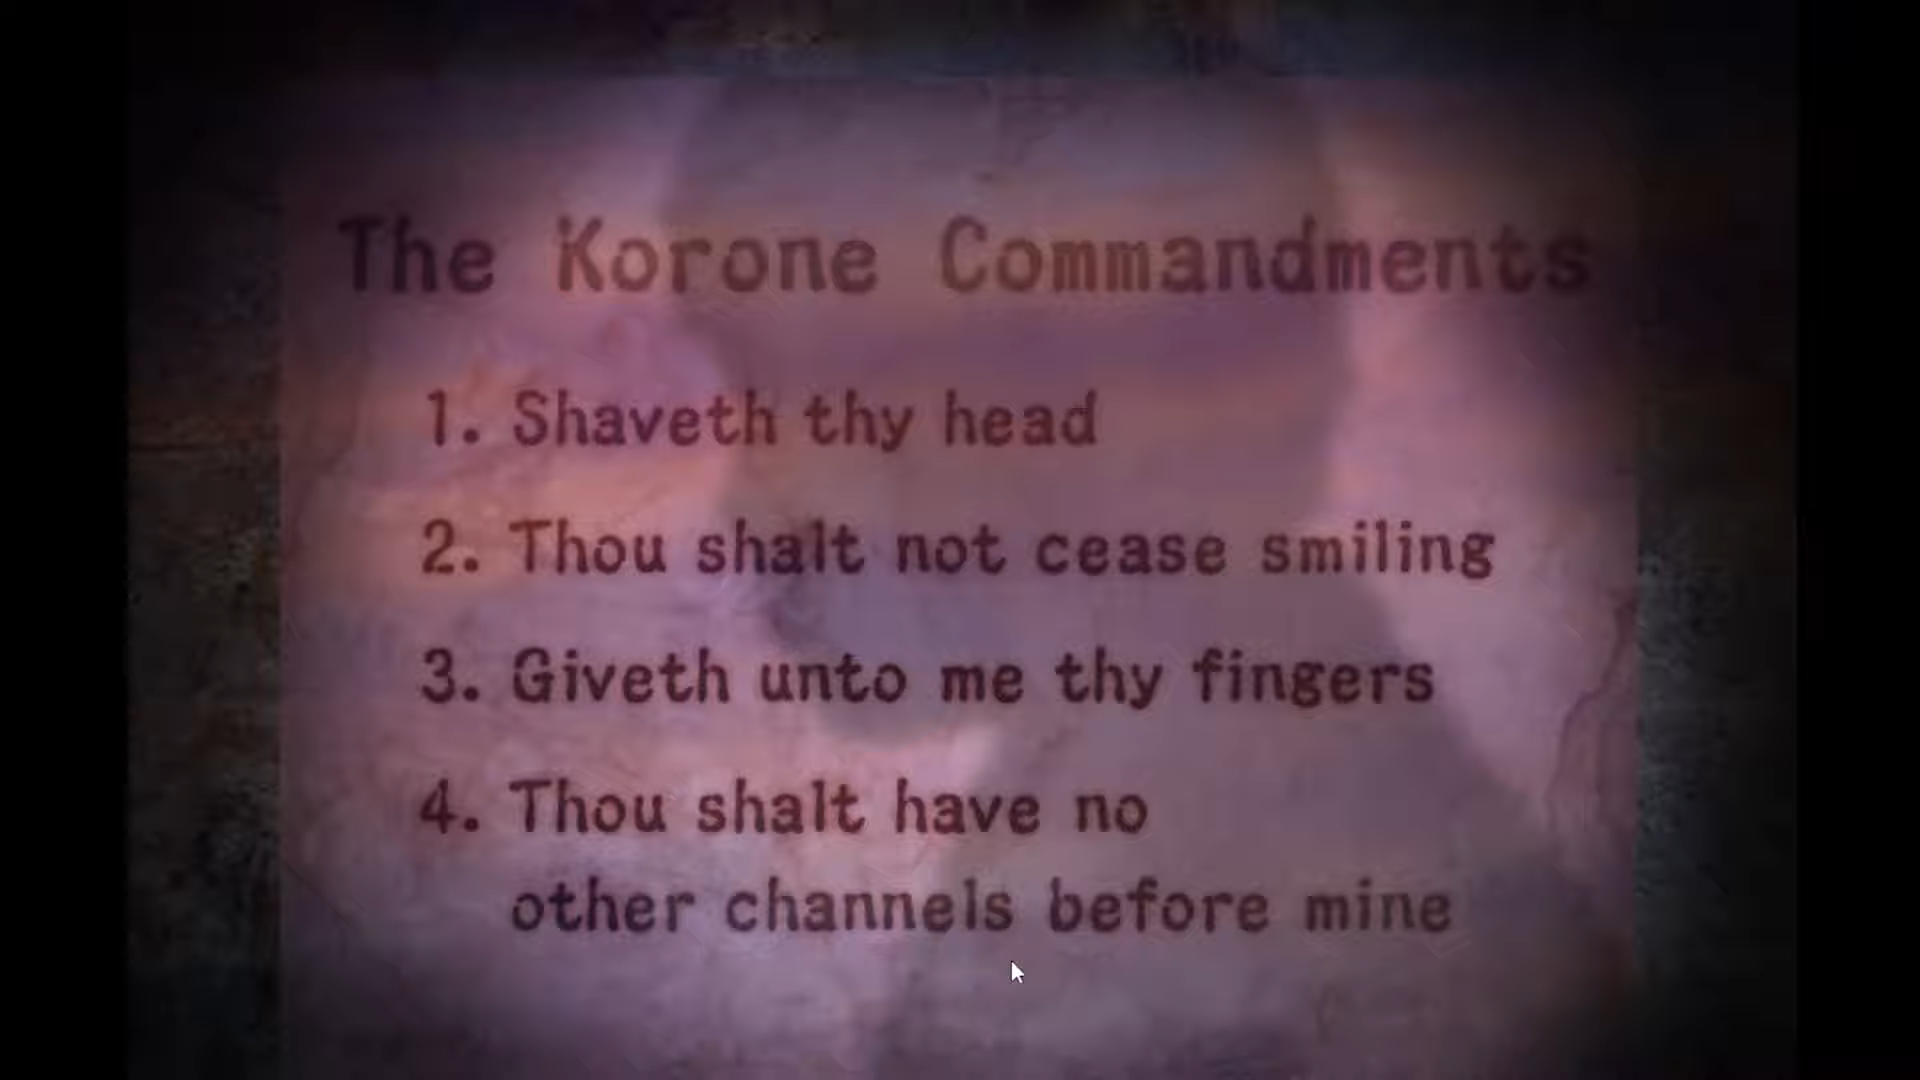 The Korone Commandments
1. Shaveth thy head
2. Thou shalt not cease smiling
3. Giveth unto me thy fingers
4. Thou shalt have no
other channels before mine